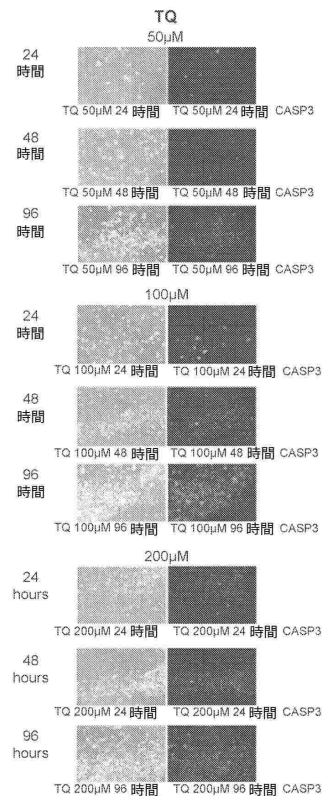 TQ
50µM
24
時間
TQ 50µM 24 時間 TQ 50µM 24 時間 CASP3
48
時間
TQ 50µM 48 時間 TQ 50µM 48 時間 CASP3
96
時間
TQ 50µM 96 時間 TQ 50µM 96 時間 CASP3
100µM
24
時間
TQ 100µM 24 時間 TQ 100µM 24 時間 CASP3
48
時間
TQ 100µM 48 時間 TQ 100µM 48 時間 CASP3
96
時間
TQ 100µM 96 時間 TQ 100µM 96 時間 CASP3
200µM
24
hours
TQ 200µM 24 時間 TQ 200µM 24 時間 CASP3
48
hours
TQ 200µM 24 時間 TQ 200µM 24 時間 CASP3
96
hours
TQ 200µM 96 時間 TQ 200µM 96 時間 CASP3